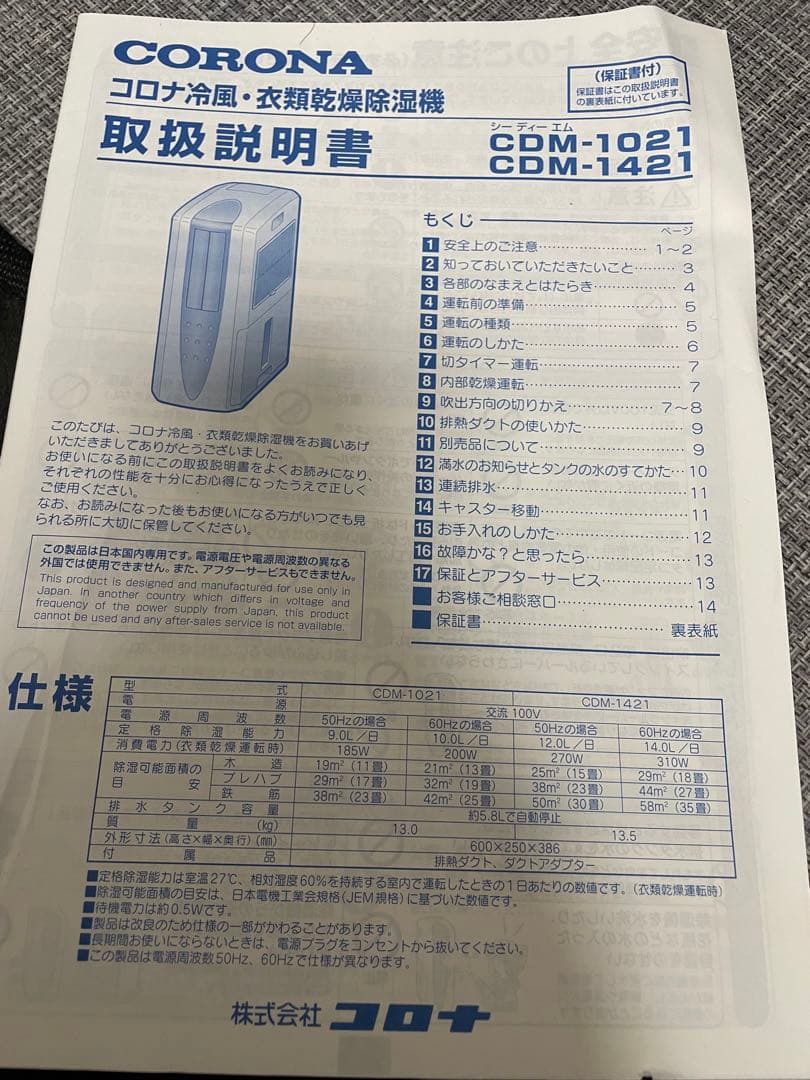 CORONA
コロナ冷風・衣類乾燥除湿機
取扱説明書
(保証書付)
保証書はこの取扱説明書
の裏表紙に付いています。
シー ディー エム
CDM-1021
CDM-1421
もくじ
ページ
1 安全上のご注意…………………… 1～2
2 知っておいていただきたいこと……… 3
3 各部のなまえとはたらき……………… 4
4 運転前の準備…………………………… 5
5 運転の種類……………………………… 5
6 運転のしかた…………………………… 6
7 切タイマー運転………………………… 7
8 内部乾燥運転…………………………… 7
9 吹出方向の切りかえ……………… 7～8
10 排熱ダクトの使いかた………………… 9
11 別売品について………………………… 9
12 満水のお知らせとタンクの水のすてかた… 10
13 連続排水………………………………… 11
14 キャスター移動………………………… 11
15 お手入れのしかた……………………… 12
16 故障かな？と思ったら………………… 13
17 保証とアフターサービス……………… 13
■ お客様ご相談窓口……………………… 14
■ 保証書……………………………… 裏表紙
このたびは、コロナ冷風・衣類乾燥除湿機をお買いあげ
いただきましてありがとうございました。
お使いになる前にこの取扱説明書をよくお読みになり、
それぞれの性能を十分にお心得になったうえで正しく
ご使用ください。
なお、お読みになった後もお使いになる方がいつでも見
られる所に大切に保管してください。
この製品は日本国内専用です。電源電圧や電源周波数の異なる
外国では使用できません。また、アフターサービスもできません。
This product is designed and manufactured for use only in
Japan. In another country which differs in voltage and
frequency of the power supply from Japan, this product
cannot be used and any after-sales service is not available.
仕様
型式 CDM-1021 CDM-1421
電源 交流 100V
電源周波数 50Hzの場合 60Hzの場合 50Hzの場合 60Hzの場合
定格除湿能力 9.0L／日 10.0L／日 12.0L／日 14.0L／日
消費電力(衣類乾燥運転時) 185W 200W 270W 310W
除湿可能面積の目安 木造 19m²(11畳) 21m²(13畳) 25m²(15畳) 29m²(18畳)
プレハブ 29m²(17畳) 32m²(19畳) 38m²(23畳) 44m²(27畳)
鉄筋 38m²(23畳) 42m²(25畳) 50m²(30畳) 58m²(35畳)
排水タンク容量 約5.8Lで自動停止
質量 (kg) 13.0 13.5
外形寸法(高さ×幅×奥行)(mm) 600×250×386
付属品 排熱ダクト、ダクトアダプター
■定格除湿能力は室温27℃、相対湿度60％を持続する室内で運転したときの1日あたりの数値です。(衣類乾燥運転時)
■除湿可能面積の目安は、日本電機工業会規格(JEM規格)に基づいた数値です。
■待機電力は約0.5Wです。
■製品は改良のため仕様の一部がかわることがあります。
■長期間お使いにならないときは、電源プラグをコンセントから抜いてください。
■この製品は電源周波数50Hz、60Hzで仕様が異なります。
株式会社 コロナ